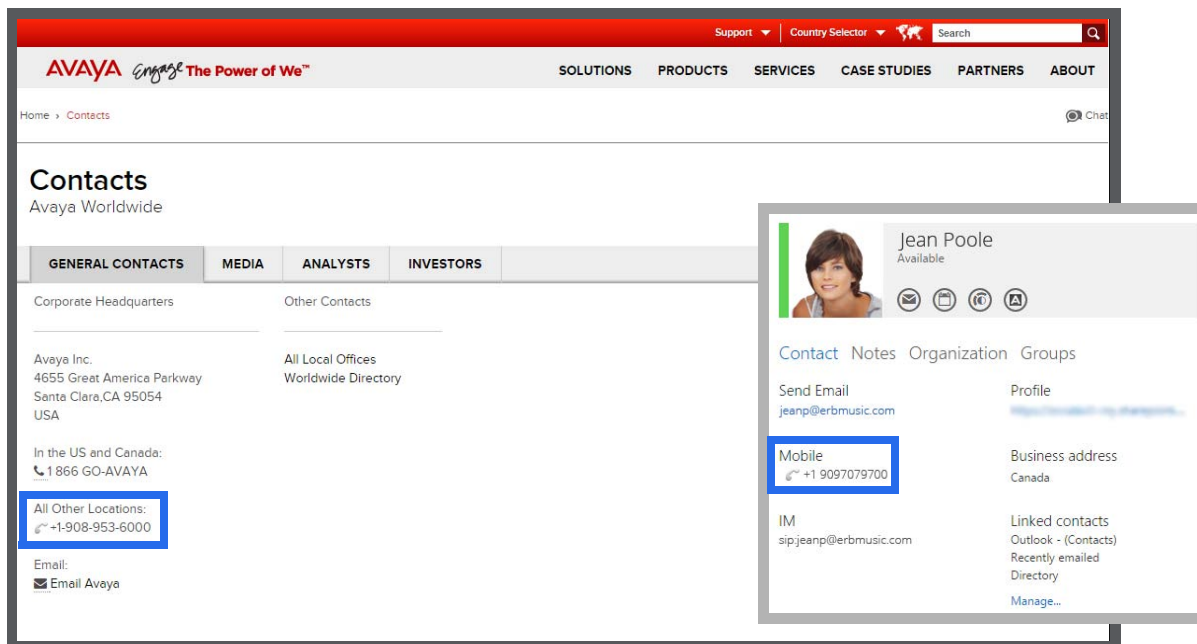 Support
Country Selector
Search
AVAYA Engage The Power of We™
SOLUTIONS PRODUCTS SERVICES CASE STUDIES PARTNERS ABOUT
Home › Contacts
Chat
Contacts
Avaya Worldwide
GENERAL CONTACTS MEDIA ANALYSTS INVESTORS
Corporate Headquarters
Avaya Inc.
4655 Great America Parkway
Santa Clara,CA 95054
USA
In the US and Canada:
1 866 GO-AVAYA
All Other Locations:
+1-908-953-6000
Email:
Email Avaya
Other Contacts
All Local Offices
Worldwide Directory
Jean Poole
Available
Contact Notes Organization Groups
Send Email
jeanp@erbmusic.com
Profile
Mobile
+1 9097079700
Business address
Canada
IM
sip:jeanp@erbmusic.com
Linked contacts
Outlook - (Contacts)
Recently emailed
Directory
Manage...